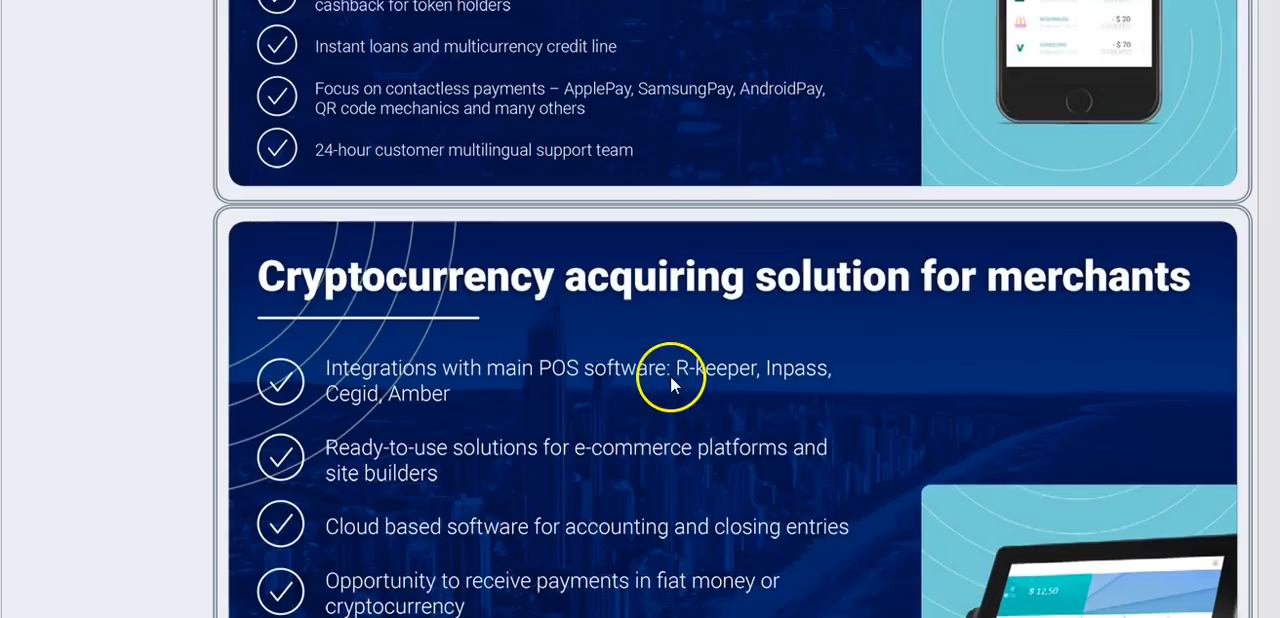 cashback for token holders
Instant loans and multicurrency credit line
Focus on contactless payments – ApplePay, SamsungPay, AndroidPay,
QR code mechanics and many others
24-hour customer multilingual support team
- $ 20
- $ 70
Cryptocurrency acquiring solution for merchants
Integrations with main POS software: R-keeper, Inpass,
Cegid, Amber
Ready-to-use solutions for e-commerce platforms and
site builders
Cloud based software for accounting and closing entries
Opportunity to receive payments in fiat money or
cryptocurrency
$ 12,50